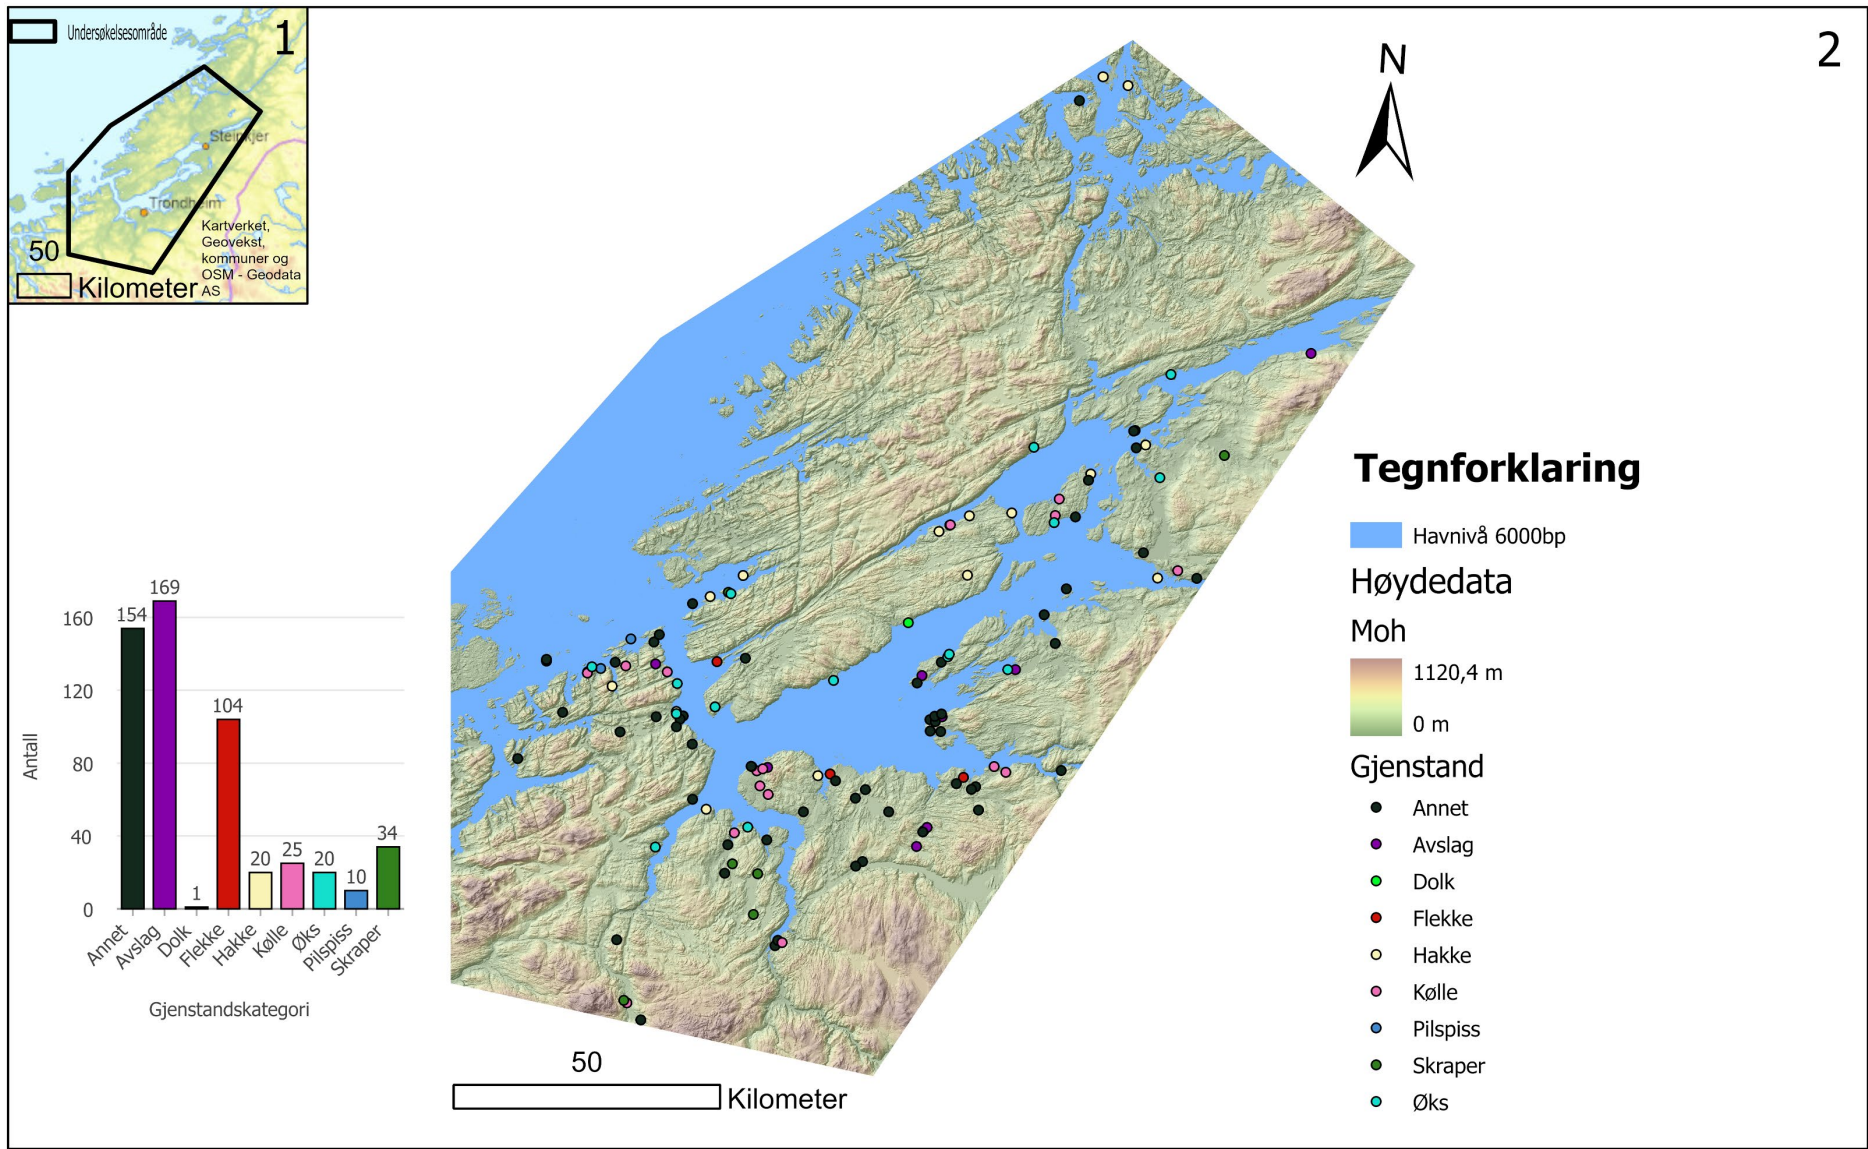 Undersøkelsesområde
1
Steinkjer
Trondheim
Kartverket,
Geovekst,
kommuner og
OSM - Geodata
AS
50
Kilometer
2
N
Tegnforklaring
Havnivå 6000bp
Høydedata
Moh
1120,4 m
0 m
Gjenstand
Annet
Avslag
Dolk
Flekke
Hakke
Kølle
Pilspiss
Skraper
Øks
Antall
160
120
80
40
0
154
169
1
104
20
25
20
10
34
Annet
Avslag
Dolk
Flekke
Hakke
Kølle
Øks
Pilspiss
Skraper
Gjenstandskategori
50
Kilometer